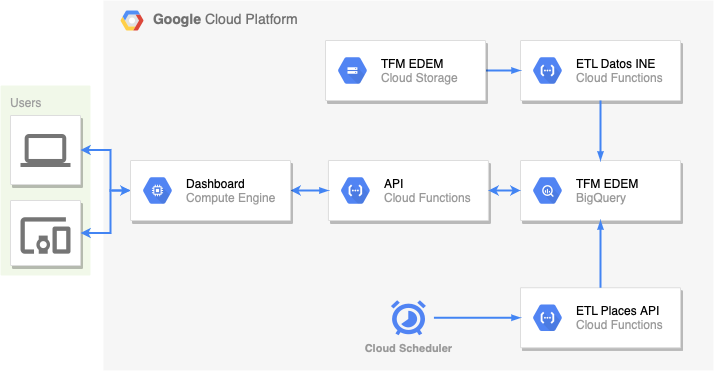 Google Cloud Platform
TFM EDEM
Cloud Storage
ETL Datos INE
Cloud Functions
Users
Dashboard
Compute Engine
API
Cloud Functions
TFM EDEM
BigQuery
Cloud Scheduler
ETL Places API
Cloud Functions